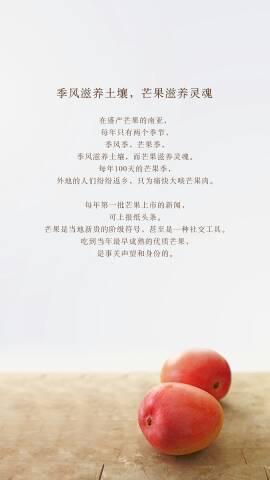 季风滋养土壤，芒果滋养灵魂
在盛产芒果的南亚，
每年只有两个季节，
季风季、芒果季，
季风滋养土壤，而芒果滋养灵魂。
每年100天的芒果季，
外地的人们纷纷返乡，只为痛快大啖芒果肉。
每年第一批芒果上市的新闻，
可上报纸头条。
芒果是当地新贵的阶级符号，甚至是一种社交工具。
吃到当年最早成熟的优质芒果，
是事关声望和身份的。